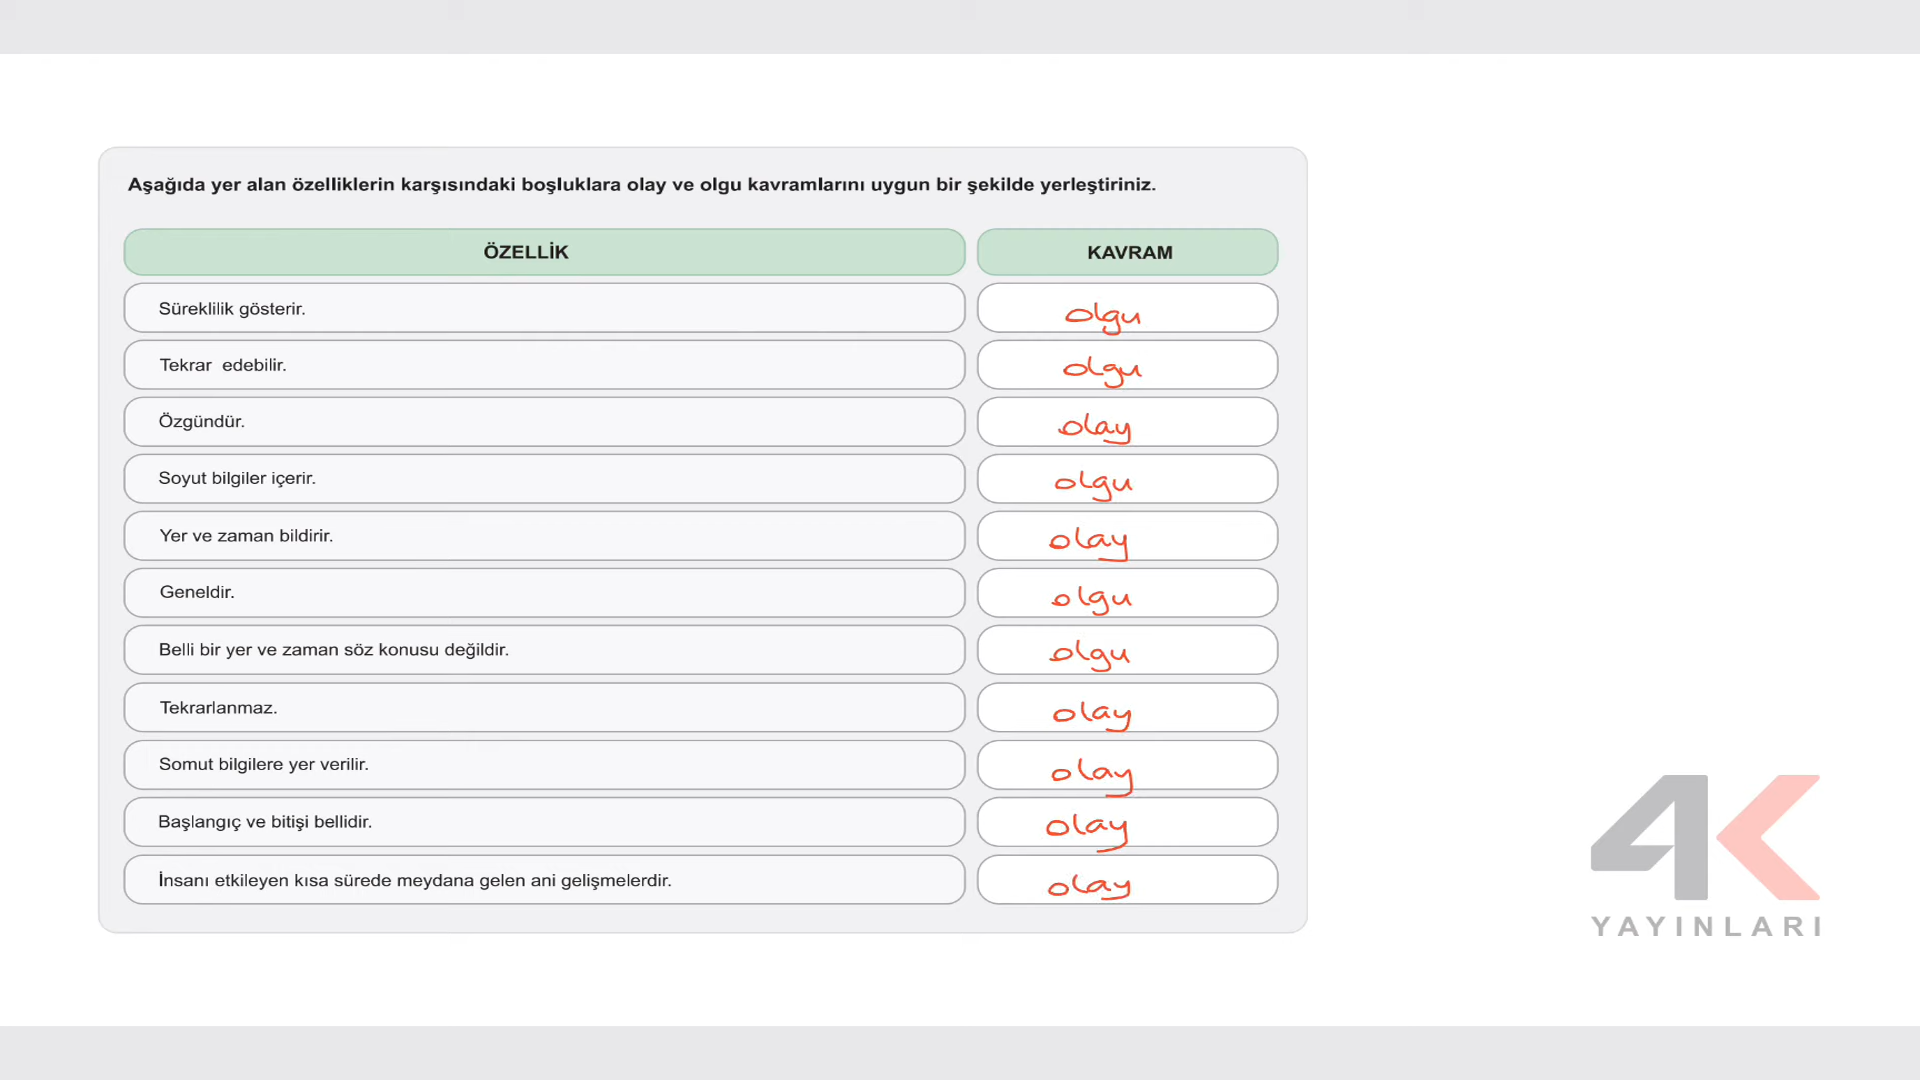 Aşağıda yer alan özelliklerin karşısındaki boşluklara olay ve olgu kavramlarını uygun bir şekilde yerleştiriniz.
ÖZELLİK KAVRAM
Süreklilik gösterir. olgu
Tekrar edebilir. olgu
Özgündür. olay
Soyut bilgiler içerir. olgu
Yer ve zaman bildirir. olay
Geneldir. olgu
Belli bir yer ve zaman söz konusu değildir. olgu
Tekrarlanmaz. olay
Somut bilgilere yer verilir. olay
Başlangıç ve bitişi bellidir. olay
İnsanı etkileyen kısa sürede meydana gelen ani gelişmelerdir. olay
4K
YAYINLARI